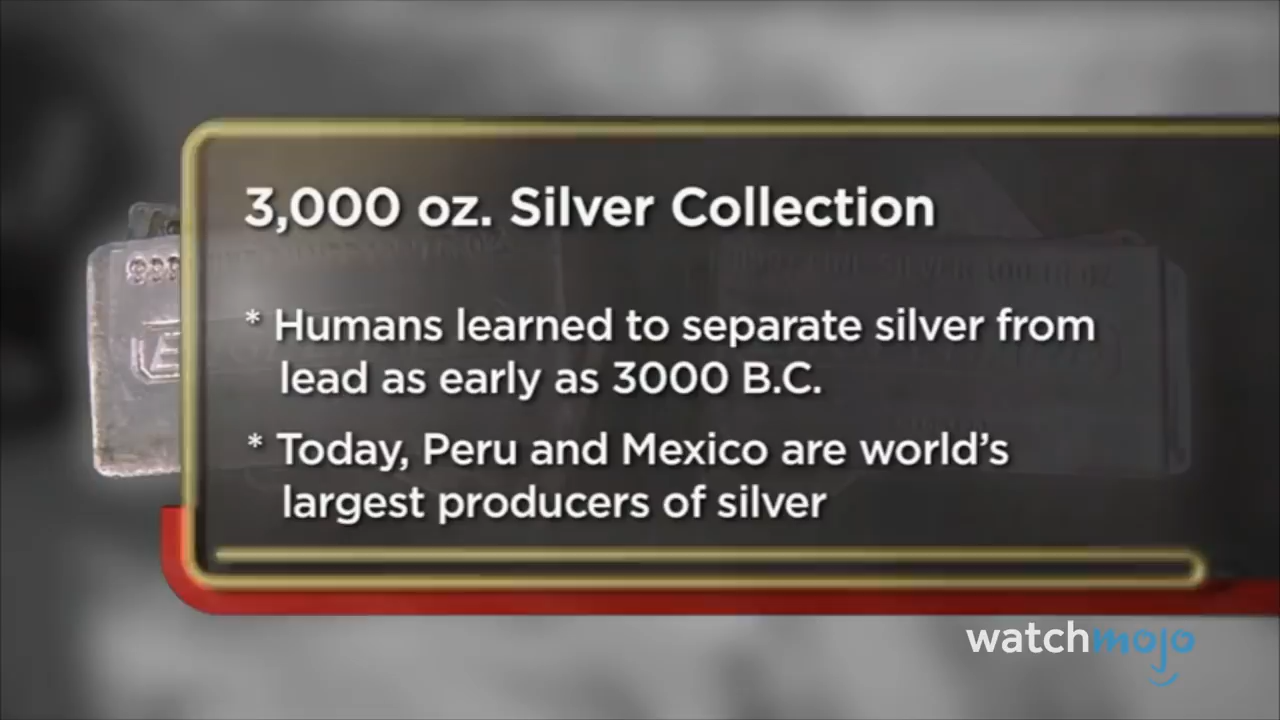 3,000 oz. Silver Collection
* Humans learned to separate silver from
lead as early as 3000 B.C.
* Today, Peru and Mexico are world's
largest producers of silver
watchmojo